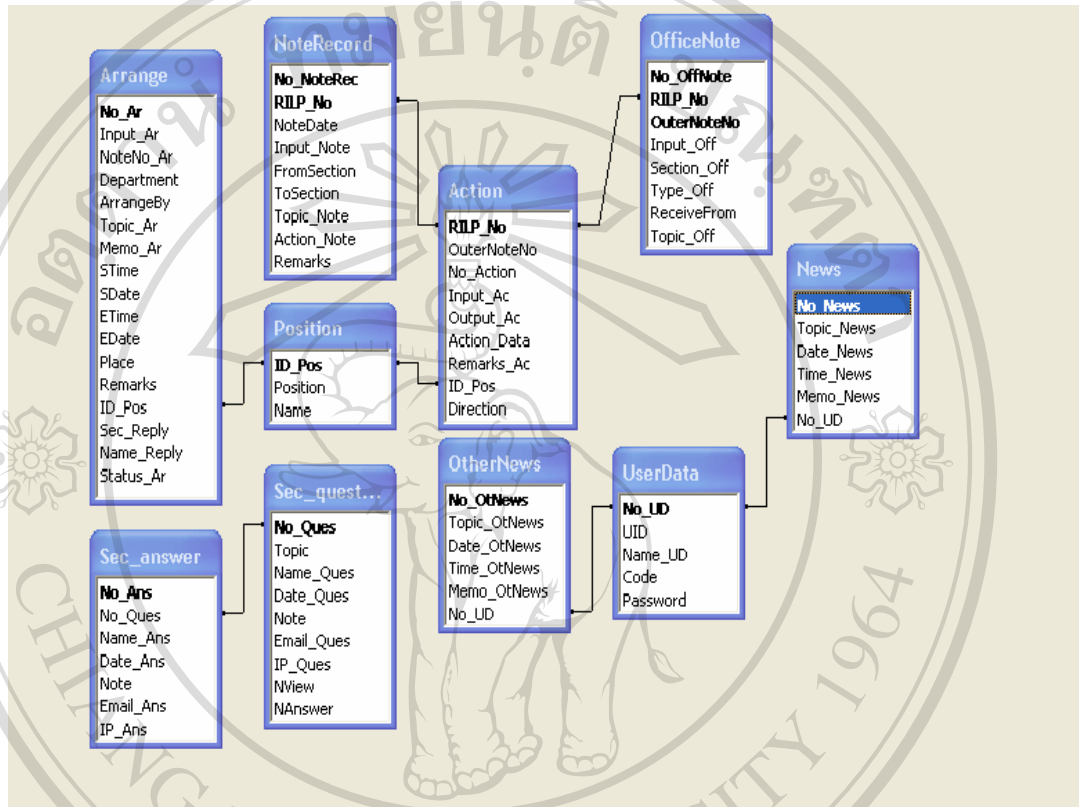 Arrange
No_Ar
Input_Ar
NoteNo_Ar
Department
ArrangeBy
Topic_Ar
Memo_Ar
STime
SDate
ETime
EDate
Place
Remarks
ID_Pos
Sec_Reply
Name_Reply
Status_Ar
NoteRecord
No_NoteRec
RILP_No
NoteDate
Input_Note
FromSection
ToSection
Topic_Note
Action_Note
Remarks
OfficeNote
No_OffNote
RILP_No
OuterNoteNo
Input_Off
Section_Off
Type_Off
ReceiveFrom
Topic_Off
Action
RILP_No
OuterNoteNo
No_Action
Input_Ac
Output_Ac
Action_Data
Remarks_Ac
ID_Pos
Direction
News
No_News
Topic_News
Date_News
Time_News
Memo_News
No_UD
Position
ID_Pos
Position
Name
OtherNews
No_OtNews
Topic_OtNews
Date_OtNews
Time_OtNews
Memo_OtNews
No_UD
UserData
No_UD
UID
Name_UD
Code
Password
Sec_quest...
No_Ques
Topic
Name_Ques
Date_Ques
Note
Email_Ques
IP_Ques
NView
NAnswer
Sec_answer
No_Ans
No_Ques
Name_Ans
Date_Ans
Note
Email_Ans
IP_Ans
1964